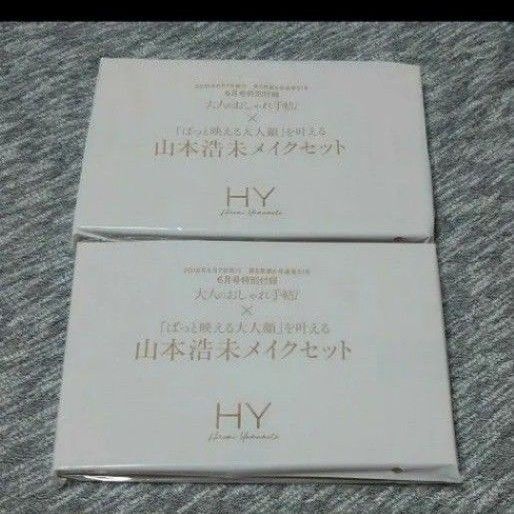 6月号特別付録
大人のおしゃれ手帖
×
「ぱっと映える大人顔」を叶える
山本浩未メイクセット
HY
Hiromi Yamamoto
6月号特別付録
大人のおしゃれ手帖
×
「ぱっと映える大人顔」を叶える
山本浩未メイクセット
HY
Hiromi Yamamoto